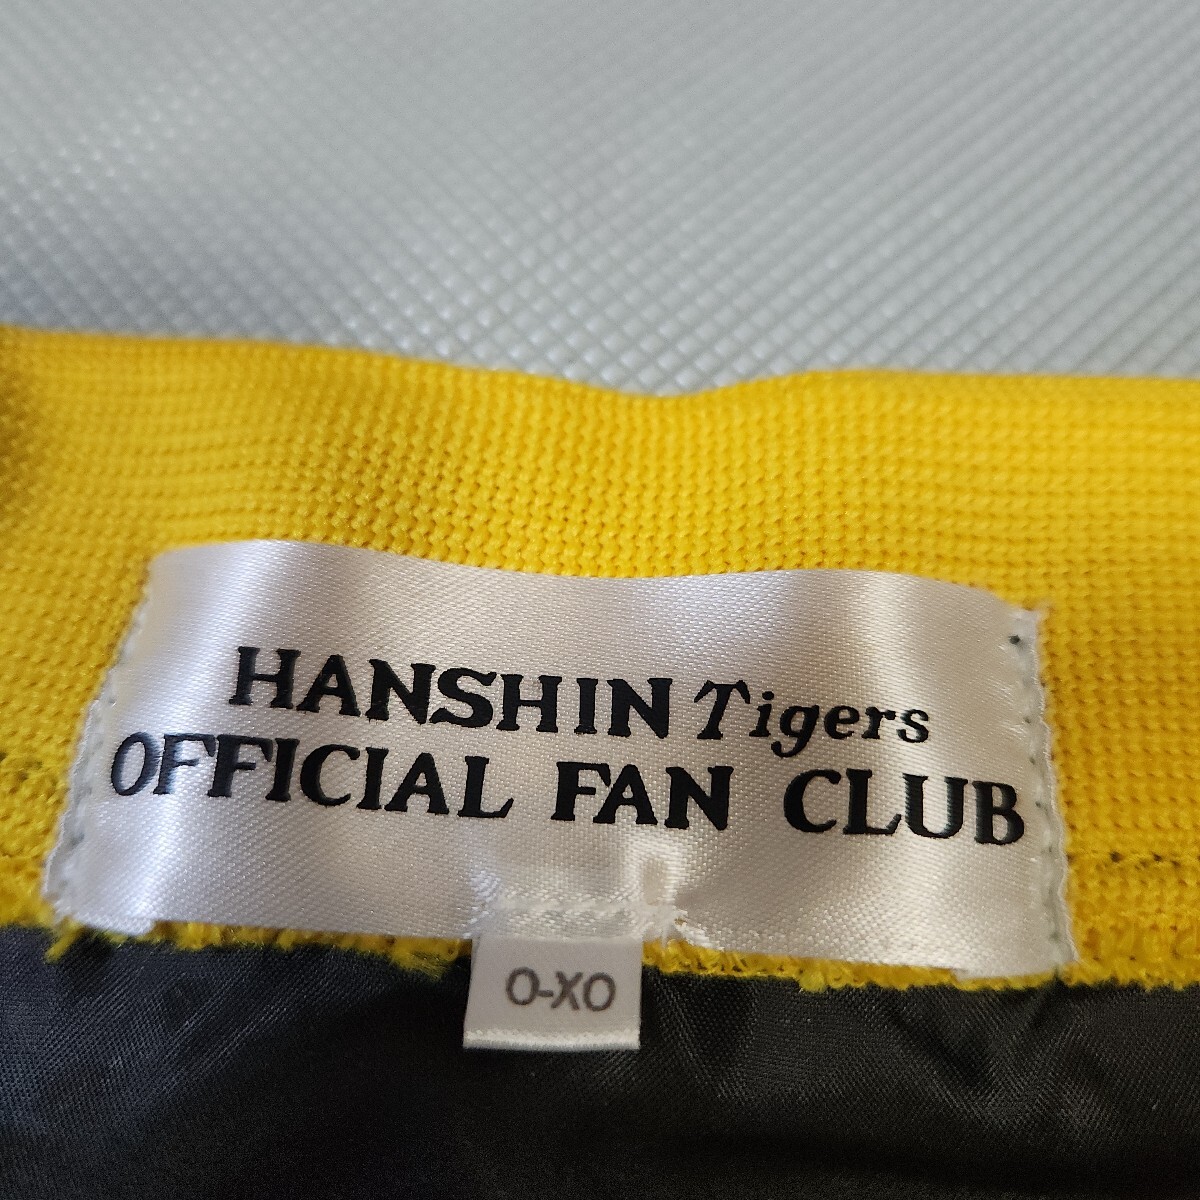 HANSHIN Tigers
OFFICIAL FAN CLUB
O-XO